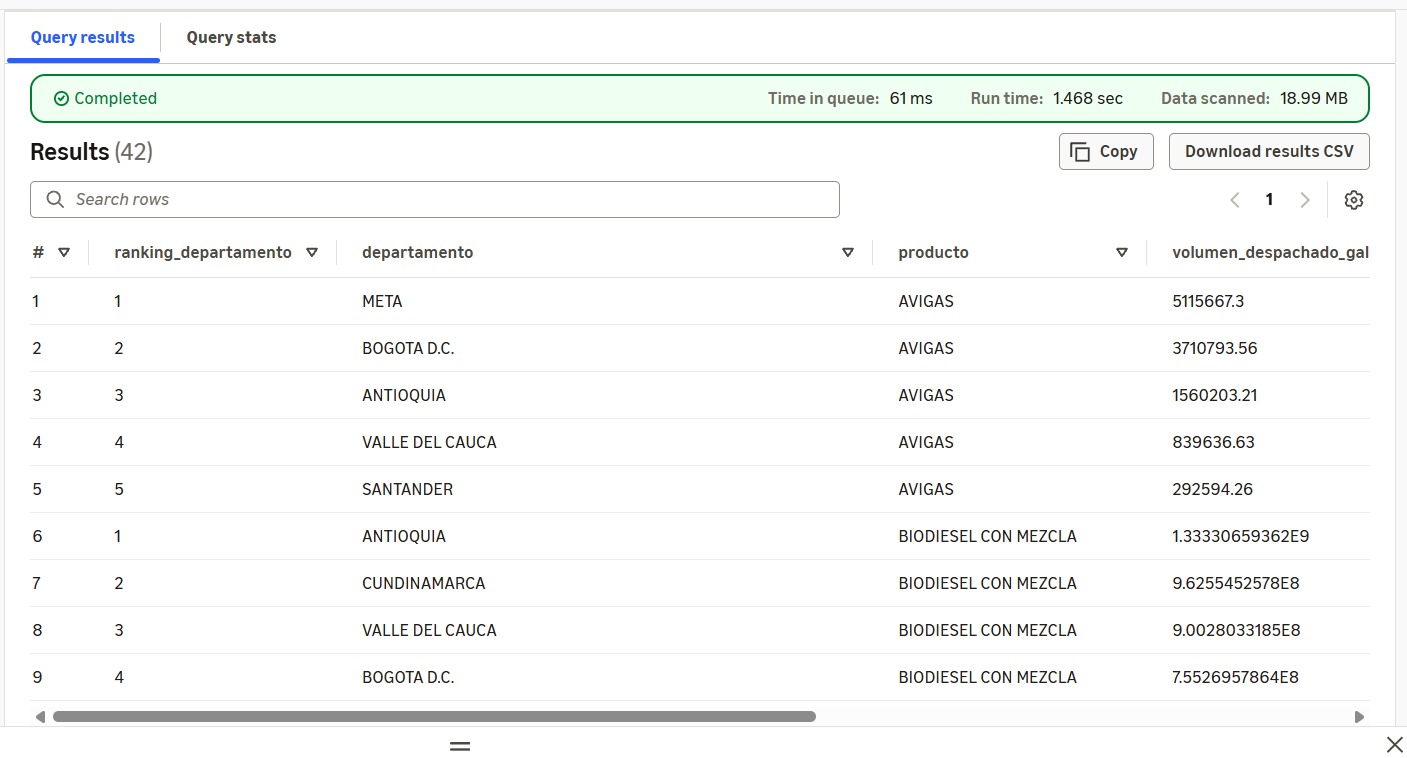 Query results Query stats
Completed Time in queue: 61 ms Run time: 1.468 sec Data scanned: 18.99 MB
Results (42) Copy Download results CSV
Search rows 1
# ranking_departamento departamento producto volumen_despachado_gal
1 1 META AVIGAS 5115667.3
2 2 BOGOTA D.C. AVIGAS 3710793.56
3 3 ANTIOQUIA AVIGAS 1560203.21
4 4 VALLE DEL CAUCA AVIGAS 839636.63
5 5 SANTANDER AVIGAS 292594.26
6 1 ANTIOQUIA BIODIESEL CON MEZCLA 1.33330659362E9
7 2 CUNDINAMARCA BIODIESEL CON MEZCLA 9.6255452578E8
8 3 VALLE DEL CAUCA BIODIESEL CON MEZCLA 9.0028033185E8
9 4 BOGOTA D.C. BIODIESEL CON MEZCLA 7.5526957864E8